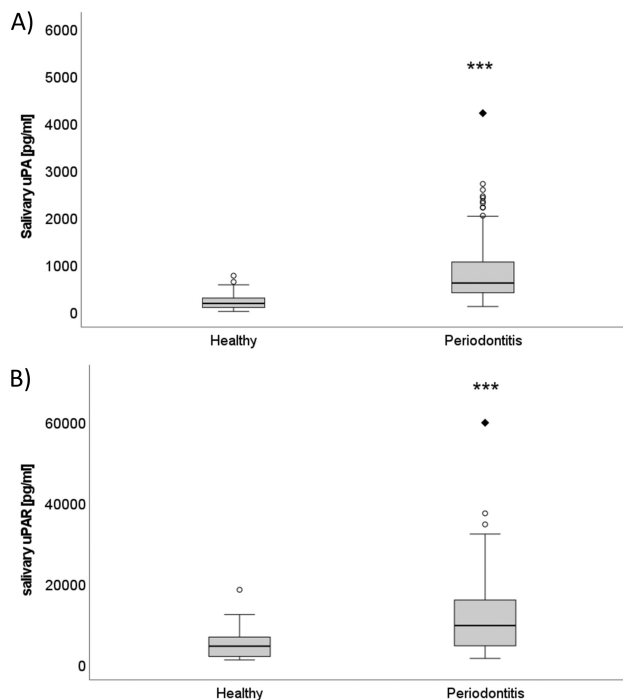 A)
Salivary uPA [pg/ml]
6000
5000
4000
3000
2000
1000
0
***
Healthy
Periodontitis
B)
salivary uPAR [pg/ml]
60000
40000
20000
0
***
Healthy
Periodontitis